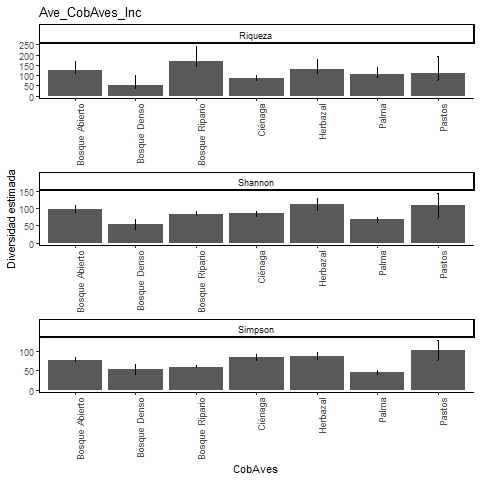 Ave_CobAves_Inc
Riqueza
250
200
150
100
50
0
Bosque Abierto
Bosque Denso
Bosque Ripario
Ciénaga
Herbazal
Palma
Pastos
Diversidad estimada
Shannon
150
100
50
0
Bosque Abierto
Bosque Denso
Bosque Ripario
Ciénaga
Herbazal
Palma
Pastos
Simpson
100
50
0
Bosque Abierto
Bosque Denso
Bosque Ripario
Ciénaga
Herbazal
Palma
Pastos
CobAves